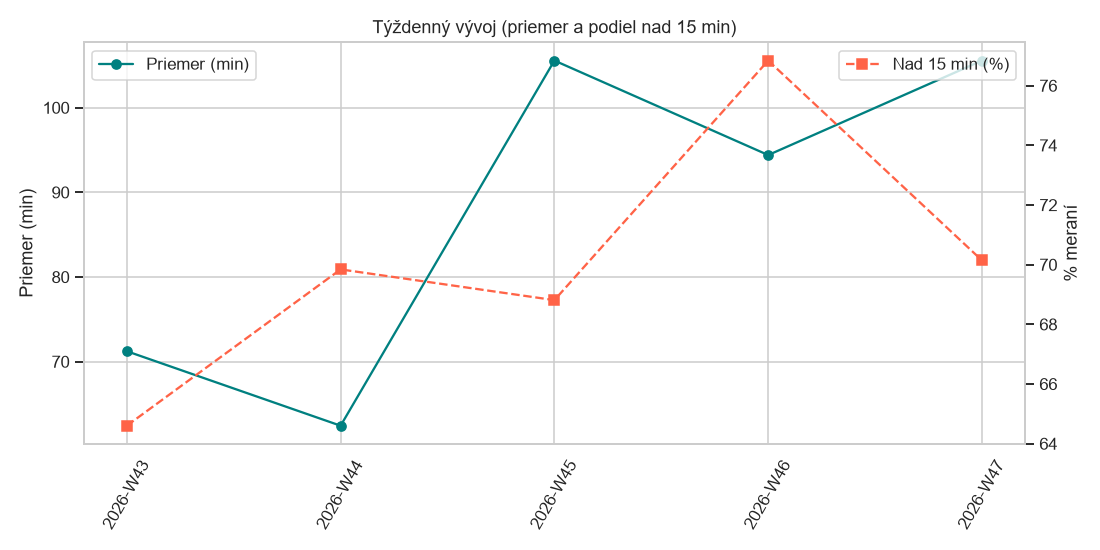 Týždenný vývoj (priemer a podiel nad 15 min)
Priemer (min)
Nad 15 min (%)
Priemer (min)
100
90
80
70
% meraní
76
74
72
70
68
66
64
2026-W43
2026-W44
2026-W45
2026-W46
2026-W47